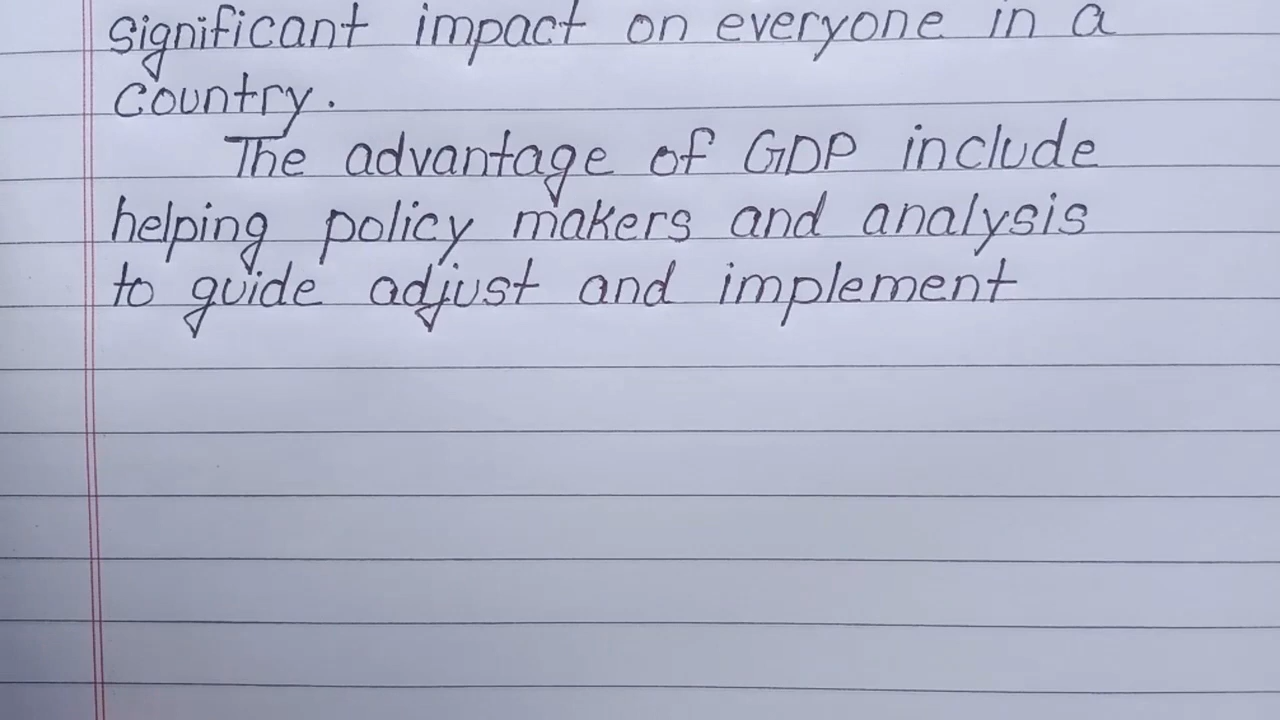 significant impact on everyone in a
country.
The advantage of GDP include
helping policy makers and analysis
to guide adjust and implement